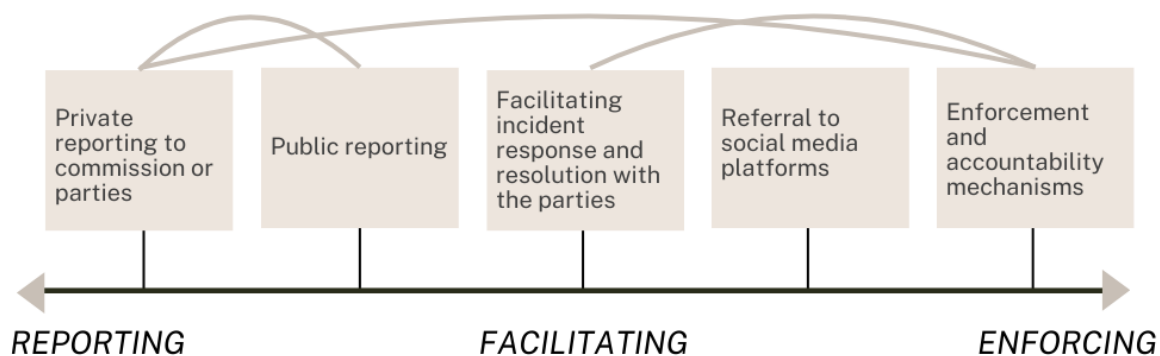 Private
reporting to
commission or
parties
Public reporting
Facilitating
incident
response and
resolution with
the parties
Referral to
social media
platforms
Enforcement
and
accountability
mechanisms
REPORTING
FACILITATING
ENFORCING